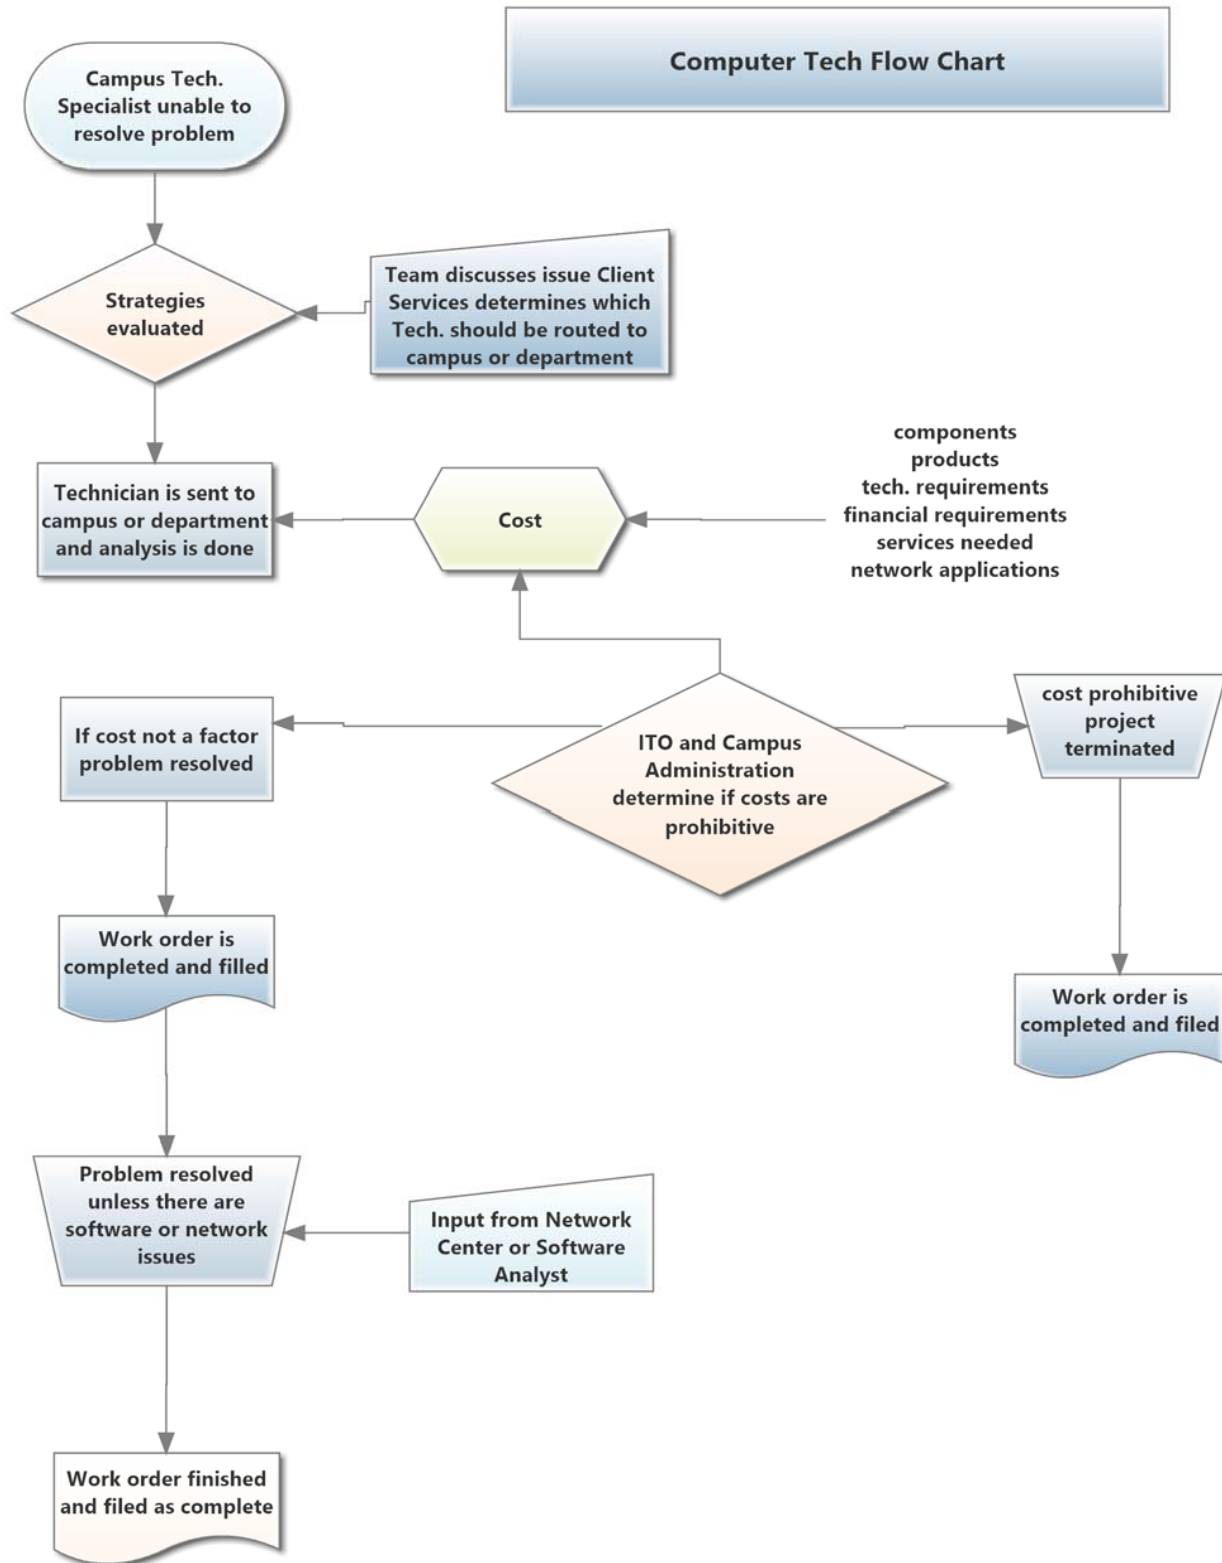 Computer Tech Flow Chart
Campus Tech.
Specialist unable to
resolve problem
Strategies
evaluated
Team discusses issue Client
Services determines which
Tech. should be routed to
campus or department
Technician is sent to
campus or department
and analysis is done
Cost
components
products
tech. requirements
financial requirements
services needed
network applications
If cost not a factor
problem resolved
ITO and Campus
Administration
determine if costs are
prohibitive
cost prohibitive
project
terminated
Work order is
completed and filled
Work order is
completed and filed
Problem resolved
unless there are
software or network
issues
Input from Network
Center or Software
Analyst
Work order finished
and filed as complete